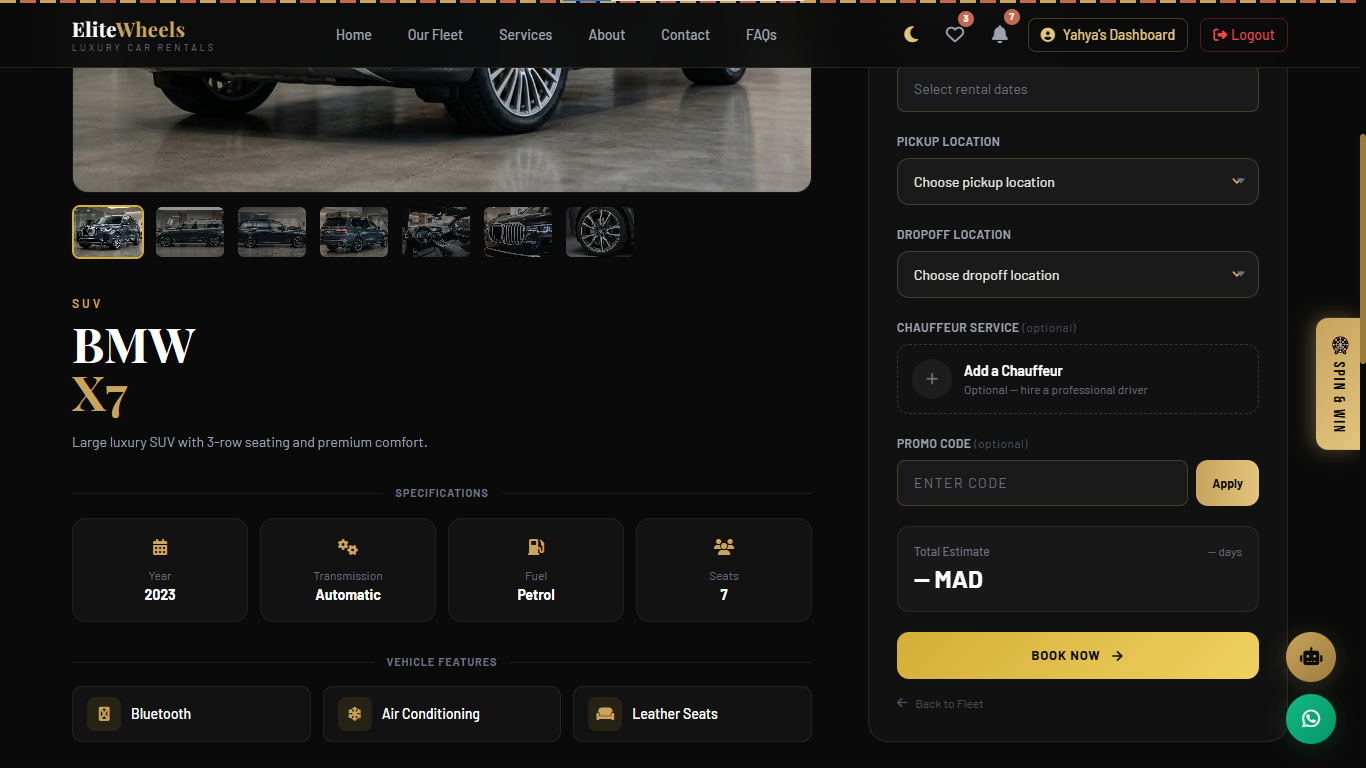 EliteWheels
LUXURY CAR RENTALS
Home
Our Fleet
Services
About
Contact
FAQs
3
7
Yahya's Dashboard
Logout
SUV
BMW
X7
Large luxury SUV with 3-row seating and premium comfort.
SPECIFICATIONS
Year
2023
Transmission
Automatic
Fuel
Petrol
Seats
7
VEHICLE FEATURES
Bluetooth
Air Conditioning
Leather Seats
Select rental dates
PICKUP LOCATION
Choose pickup location
DROPOFF LOCATION
Choose dropoff location
CHAUFFEUR SERVICE (optional)
Add a Chauffeur
Optional — hire a professional driver
PROMO CODE (optional)
ENTER CODE
Apply
Total Estimate
— days
— MAD
BOOK NOW →
← Back to Fleet
SPIN & WIN